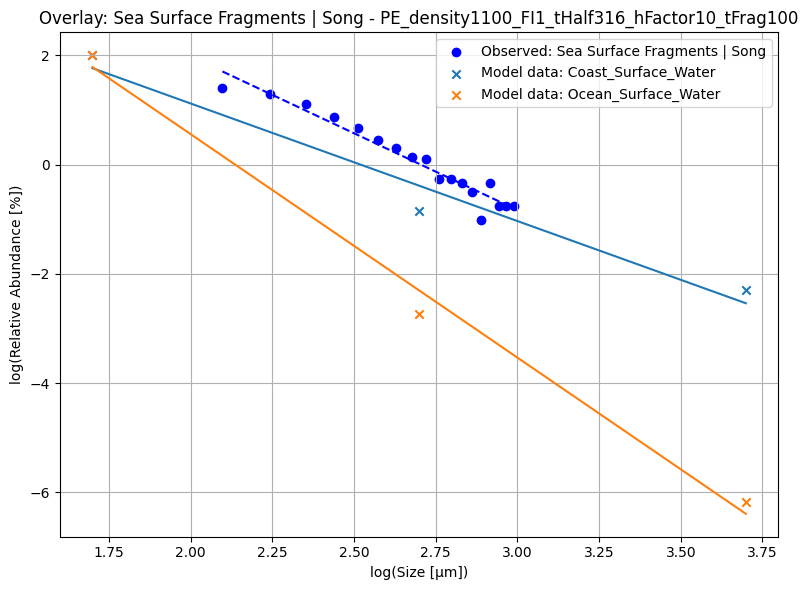 Overlay: Sea Surface Fragments | Song - PE_density1100_FI1_tHalf316_hFactor10_tFrag100
Observed: Sea Surface Fragments | Song
Model data: Coast_Surface_Water
Model data: Ocean_Surface_Water
log(Relative Abundance [%])
2
0
−2
−4
−6
1.75 2.00 2.25 2.50 2.75 3.00 3.25 3.50 3.75
log(Size [µm])